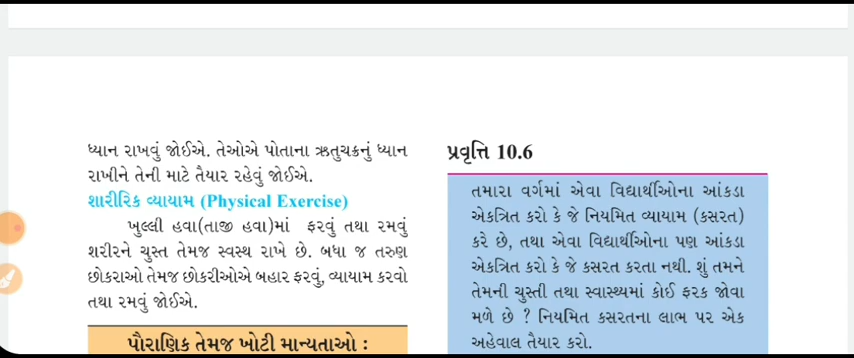 ધ્યાન રાખવું જોઈએ. તેઓએ પોતાના ઋતુચક્રનું ધ્યાન
રાખીને તેની માટે તૈયાર રહેવું જોઈએ.
શારીરિક વ્યાયામ (Physical Exercise)
ખુલ્લી હવા(તાજી હવા)માં ફરવું તથા રમવું
શરીરને ચુસ્ત તેમજ સ્વસ્થ રાખે છે. બધા જ તરુણ
છોકરાઓ તેમજ છોકરીઓએ બહાર ફરવું, વ્યાયામ કરવો
તથા રમવું જોઈએ.
પૌરાણિક તેમજ ખોટી માન્યતાઓ :
પ્રવૃત્તિ 10.6
તમારા વર્ગમાં એવા વિદ્યાર્થીઓના આંકડા
એકત્રિત કરો કે જે નિયમિત વ્યાયામ (કસરત)
કરે છે, તથા એવા વિદ્યાર્થીઓના પણ આંકડા
એકત્રિત કરો કે જે કસરત કરતા નથી. શું તમને
તેમની ચુસ્તી તથા સ્વાસ્થ્યમાં કોઈ ફરક જોવા
મળે છે ? નિયમિત કસરતના લાભ પર એક
અહેવાલ તૈયાર કરો.